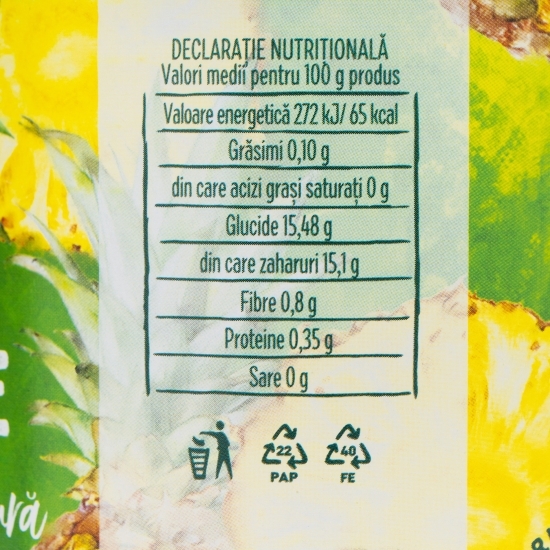 DECLARAȚIE NUTRIȚIONALĂ
Valori medii pentru 100 g produs
Valoare energetică 272 kJ/ 65 kcal
Grăsimi 0,10 g
din care acizi grași saturați 0 g
Glucide 15,48 g
din care zaharuri 15,1 g
Fibre 0,8 g
Proteine 0,35 g
Sare 0 g
22 40
PAP FE